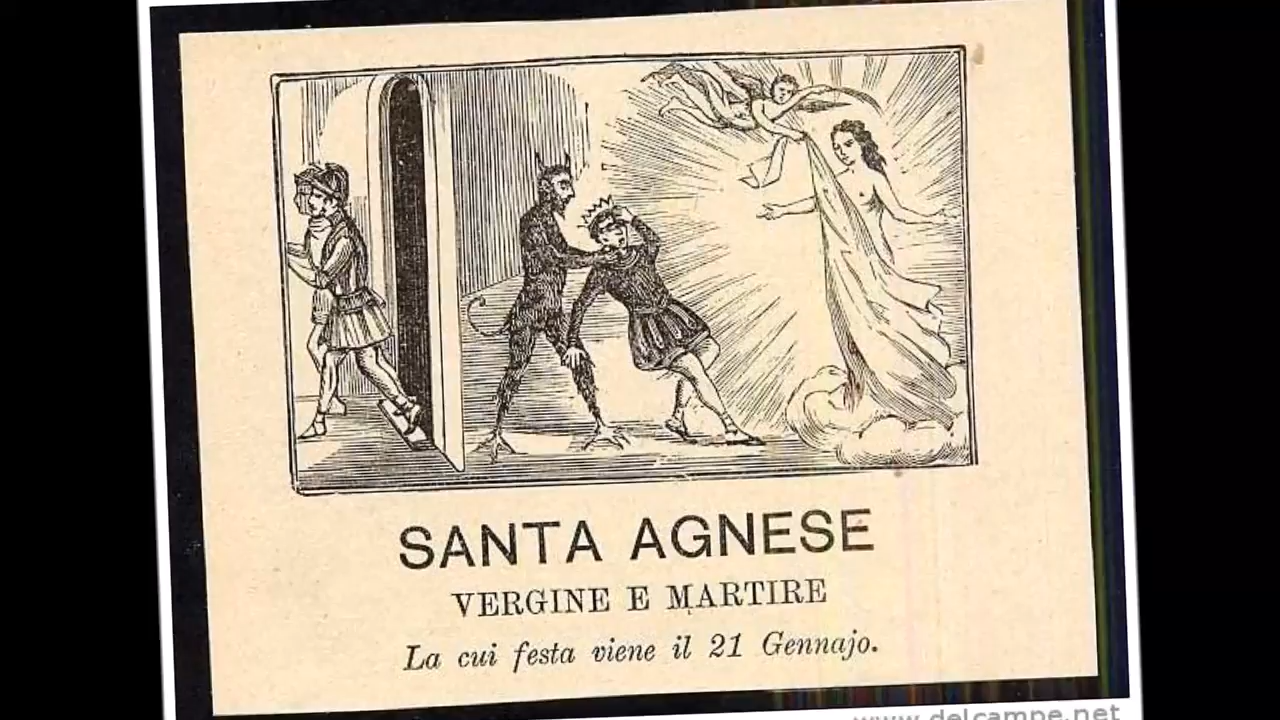 SANTA AGNESE
VERGINE E MARTIRE
La cui festa viene il 21 Gennajo.
www.delcampe.net